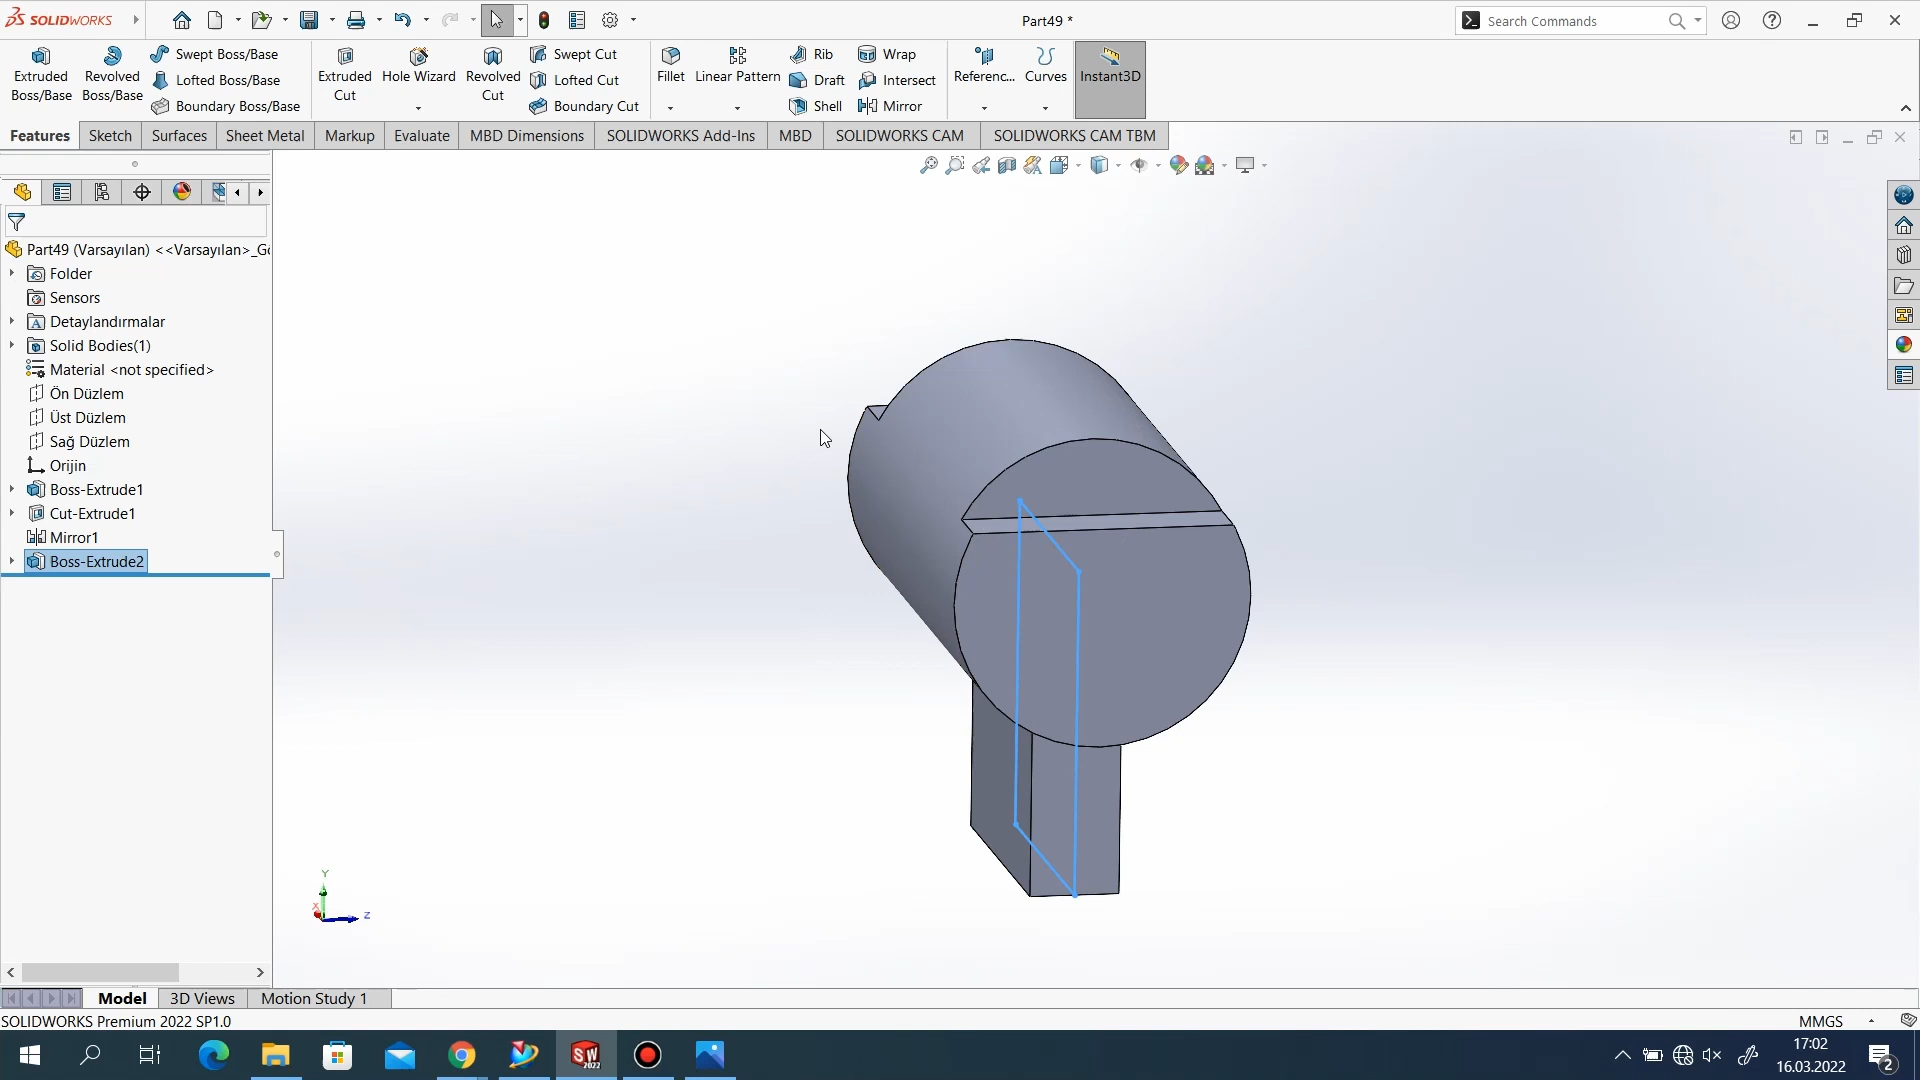 SOLIDWORKS
Part49 *
Search Commands
Extruded Boss/Base
Revolved Boss/Base
Swept Boss/Base
Lofted Boss/Base
Boundary Boss/Base
Extruded Cut
Hole Wizard
Revolved Cut
Swept Cut
Lofted Cut
Boundary Cut
Fillet
Linear Pattern
Rib
Draft
Shell
Wrap
Intersect
Mirror
Referenc...
Curves
Instant3D
Features
Sketch
Surfaces
Sheet Metal
Markup
Evaluate
MBD Dimensions
SOLIDWORKS Add-Ins
MBD
SOLIDWORKS CAM
SOLIDWORKS CAM TBM
Part49 (Varsayılan) <<Varsayılan>_Gö
Folder
Sensors
Detaylandırmalar
Solid Bodies(1)
Material <not specified>
Ön Düzlem
Üst Düzlem
Sağ Düzlem
Orijin
Boss-Extrude1
Cut-Extrude1
Mirror1
Boss-Extrude2
Y
X
Z
Model
3D Views
Motion Study 1
SOLIDWORKS Premium 2022 SP1.0
MMGS
SW
2022
17:02
16.03.2022
2